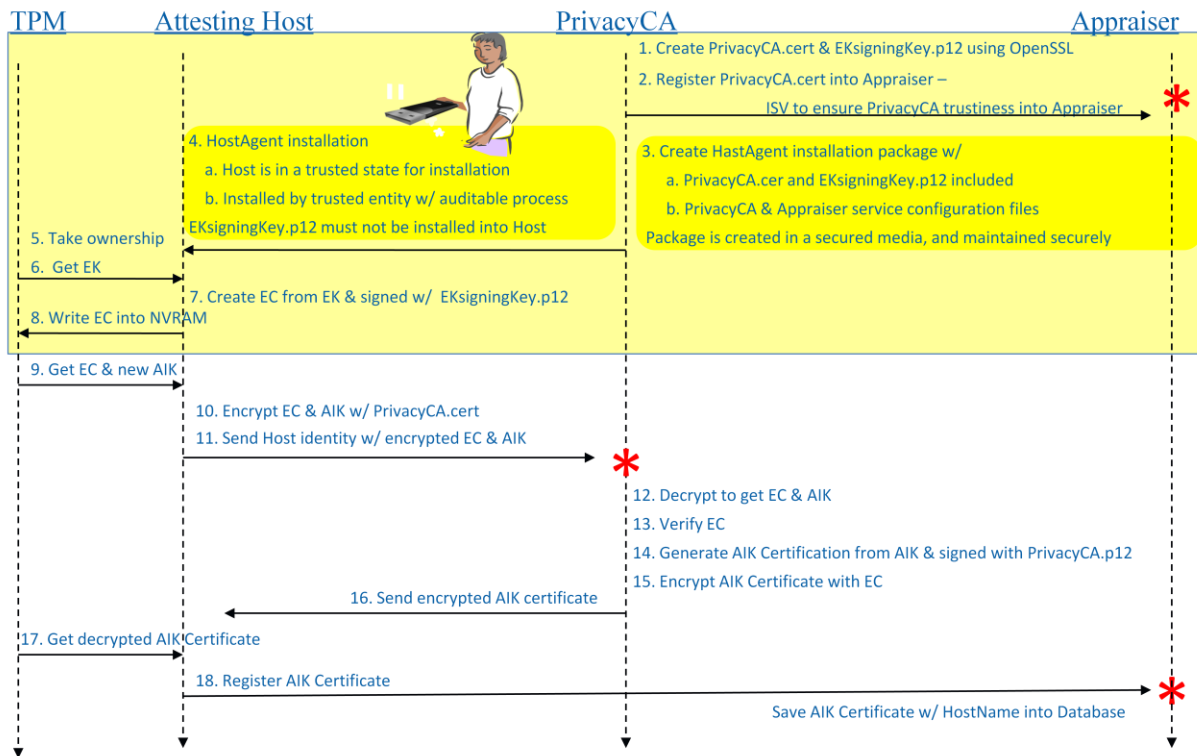 TPM
Attesting Host
PrivacyCA
Appraiser
1. Create PrivacyCA.cert & EKsigningKey.p12 using OpenSSL
2. Register PrivacyCA.cert into Appraiser –
ISV to ensure PrivacyCA trustiness into Appraiser
!!
3. Create HastAgent installation package w/
a. PrivacyCA.cer and EKsigningKey.p12 included
b. PrivacyCA & Appraiser service configuration files
Package is created in a secured media, and maintained securely
4. HostAgent installation
a. Host is in a trusted state for installation
b. Installed by trusted entity w/ auditable process
EKsigningKey.p12 must not be installed into Host
5. Take ownership
6. Get EK
7. Create EC from EK & signed w/ EKsigningKey.p12
8. Write EC into NVRAM
9. Get EC & new AIK
10. Encrypt EC & AIK w/ PrivacyCA.cert
11. Send Host identity w/ encrypted EC & AIK
12. Decrypt to get EC & AIK
13. Verify EC
14. Generate AIK Certification from AIK & signed with PrivacyCA.p12
15. Encrypt AIK Certificate with EC
16. Send encrypted AIK certificate
17. Get decrypted AIK Certificate
18. Register AIK Certificate
Save AIK Certificate w/ HostName into Database